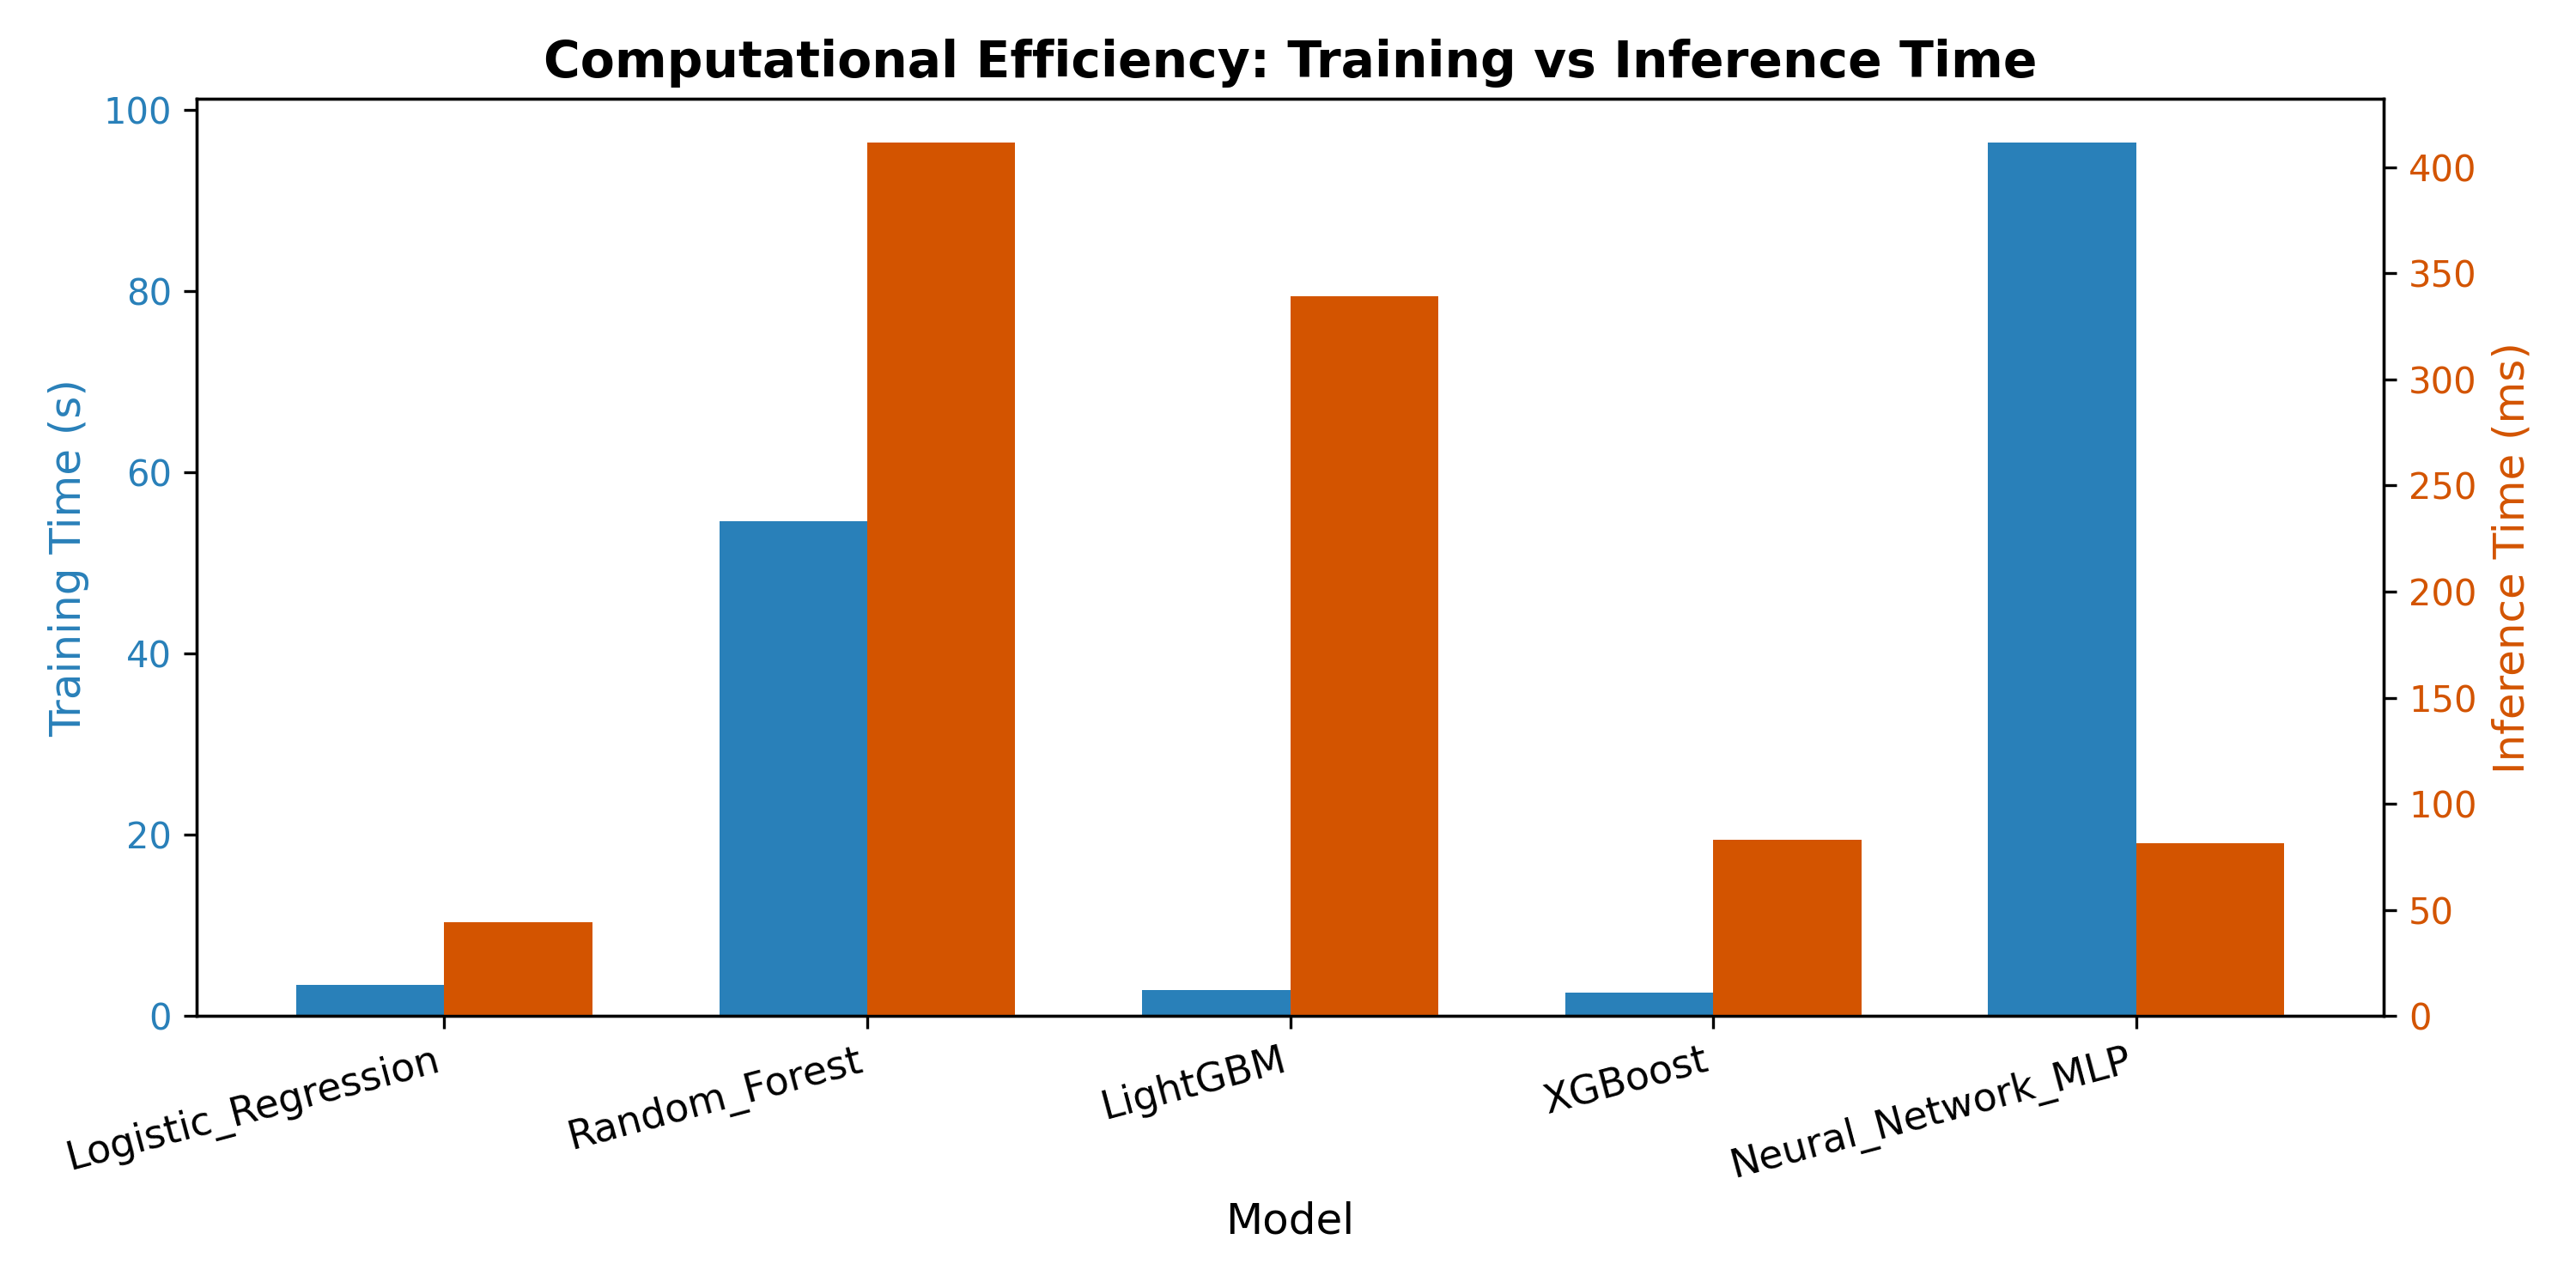 Computational Efficiency: Training vs Inference Time
Training Time (s)
100
80
60
40
20
0
400
350
300
250
200
150
100
50
0
Inference Time (ms)
Logistic_Regression
Random_Forest
LightGBM
XGBoost
Neural_Network_MLP
Model